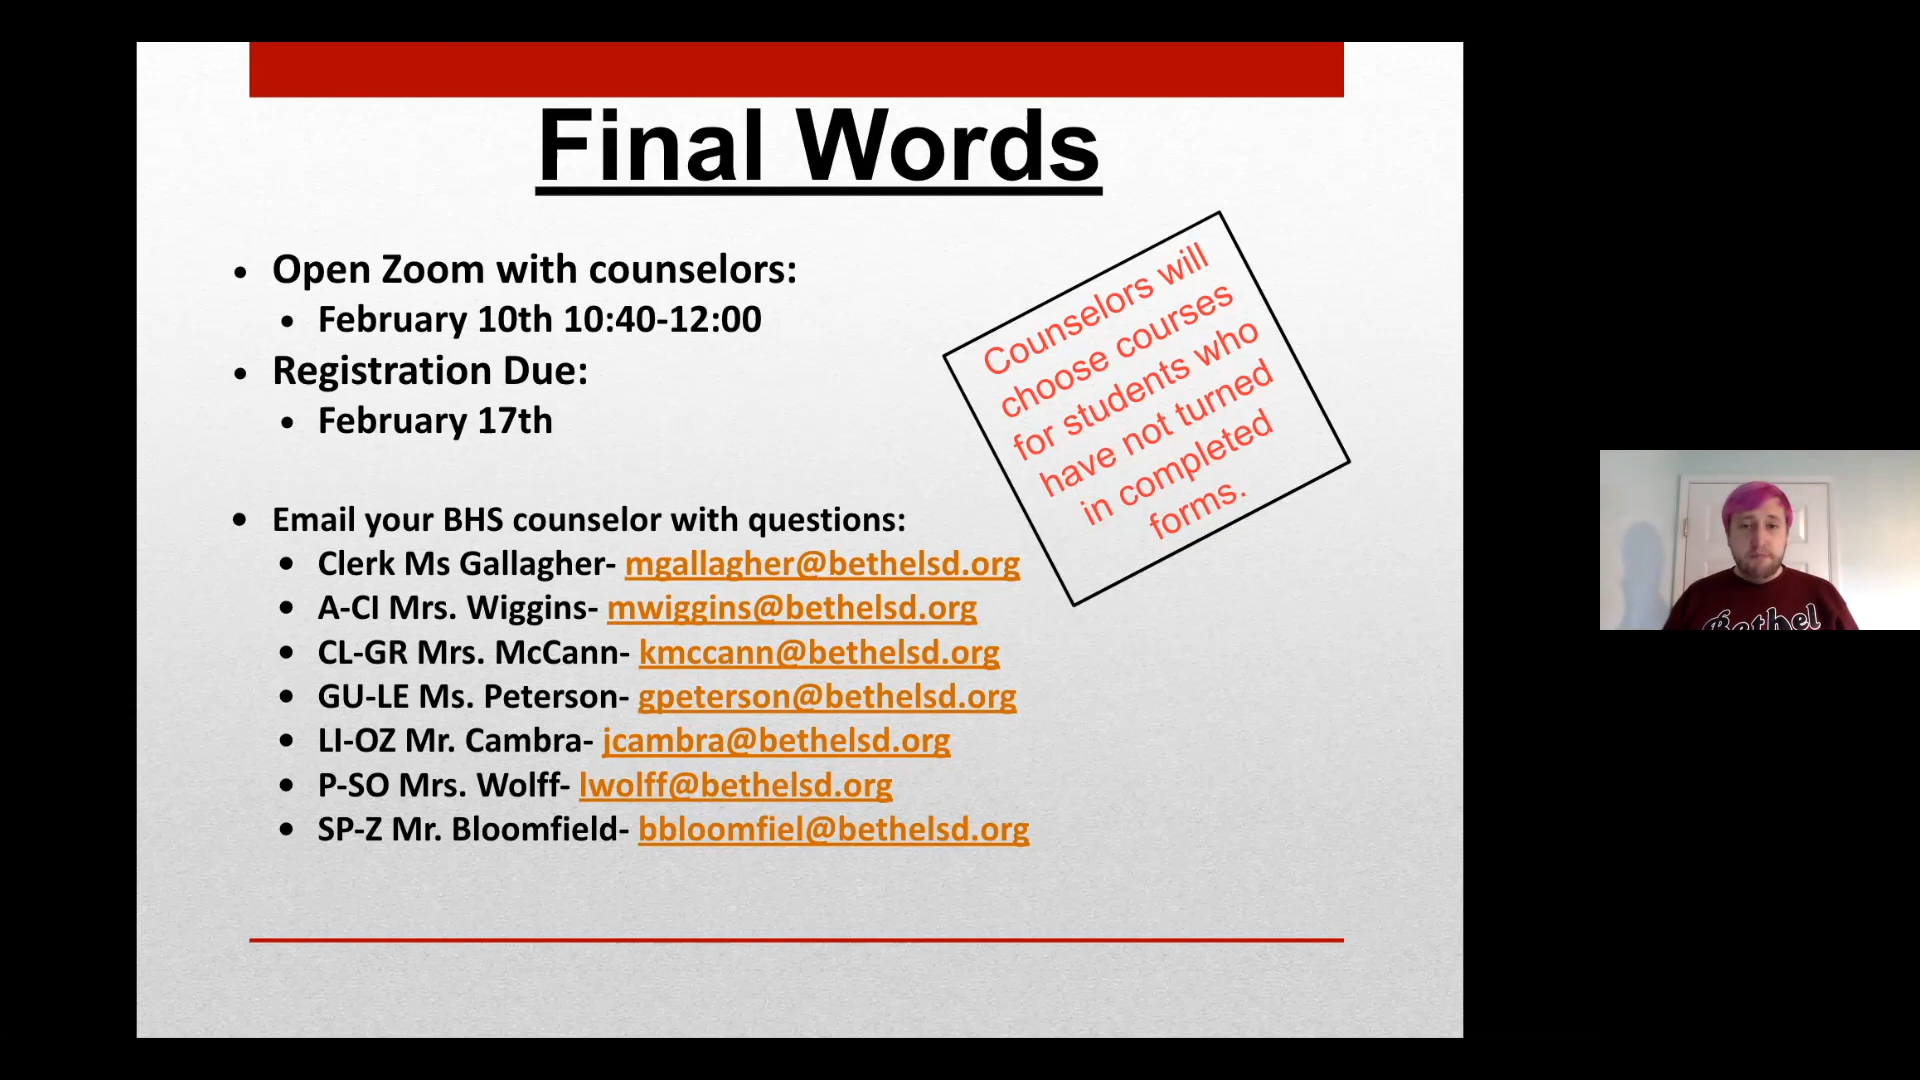 Final Words
Open Zoom with counselors:
February 10th 10:40-12:00
Registration Due:
February 17th
Email your BHS counselor with questions:
Clerk Ms Gallagher- mgallagher@bethelsd.org
A-CI Mrs. Wiggins- mwiggins@bethelsd.org
CL-GR Mrs. McCann- kmccann@bethelsd.org
GU-LE Ms. Peterson- gpeterson@bethelsd.org
LI-OZ Mr. Cambra- jcambra@bethelsd.org
P-SO Mrs. Wolff- lwolff@bethelsd.org
SP-Z Mr. Bloomfield- bbloomfiel@bethelsd.org
Counselors will
choose courses
for students who
have not turned
in completed
forms.
Bethel